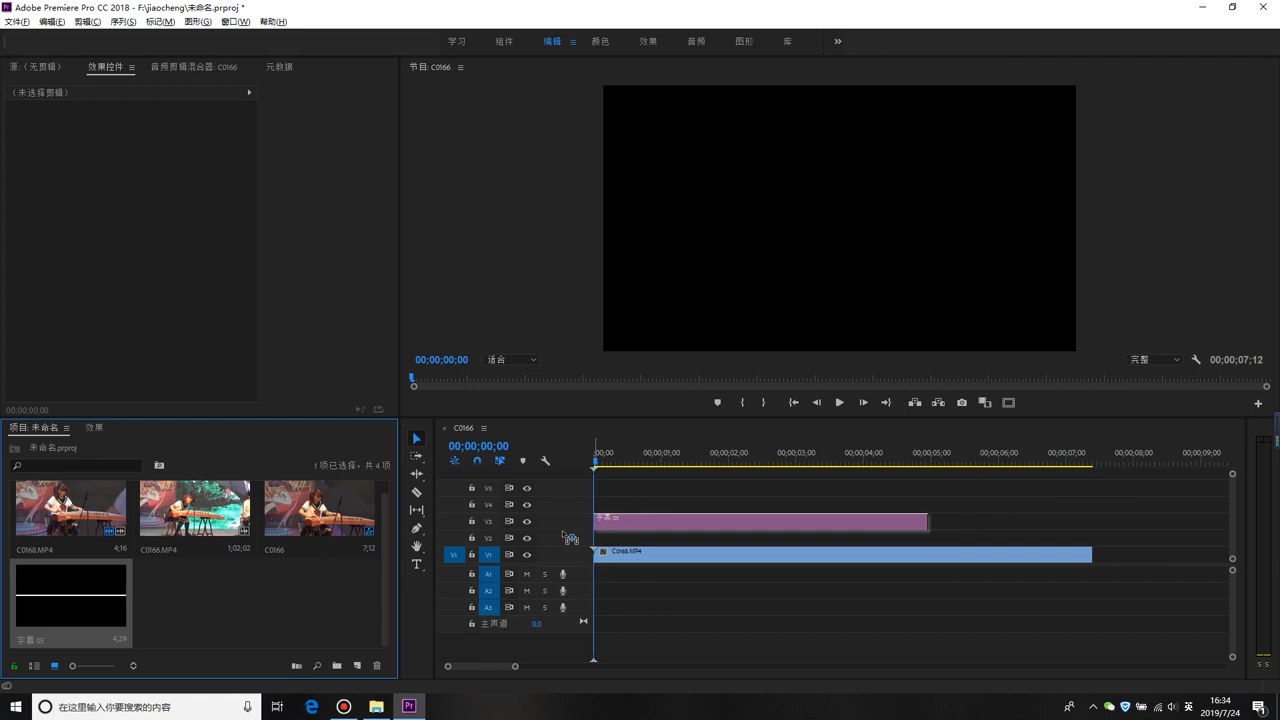 Adobe Premiere Pro CC 2018 - F:\jiaocheng\未命名.prproj *
文件(F) 编辑(E) 剪辑(C) 序列(S) 标记(M) 图形(G) 窗口(W) 帮助(H)
学习 组件 编辑 颜色 效果 音频 图形 库
源:（无剪辑） 效果控件 音频剪辑混合器: C0166 元数据
（未选择剪辑）
00;00;00;00
节目: C0166
00;00;00;00 适合 完整 00;00;07;12
项目: 未命名 效果
未命名.prproj
1项已选择，共 4项
C0168.MP4 4;16
C0166.MP4 1;02;02
C0166 7;12
字幕 05 4;29
× C0166
00;00;00;00
;00;00 00;00;01;00 00;00;02;00 00;00;03;00 00;00;04;00 00;00;05;00 00;00;06;00 00;00;07;00 00;00;08;00 00;00;09;00
V5
V4
V3 字幕 05
V2
V1 V1 C0168.MP4
A1 M S
A2 M S
A3 M S
主声道 0.0
S S
在这里输入你要搜索的内容
英
16:34
2019/7/24